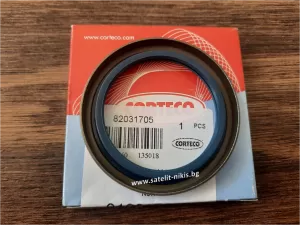 www.corteco.com
CORTECO
82031705
1 PCS
135018
CORTECO
www.satelit-nikis.bg